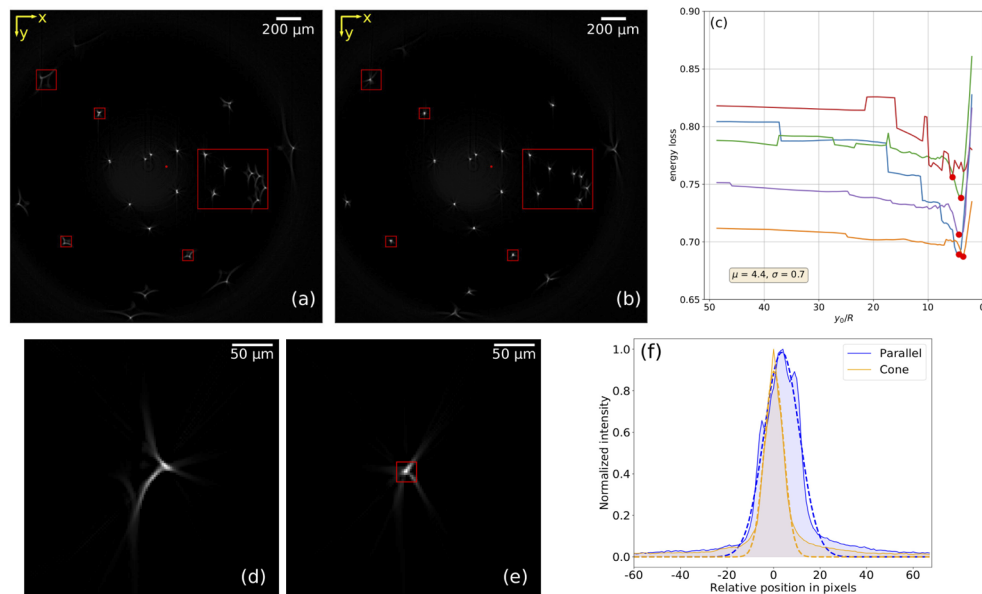 x
y
200 μm
(a)
x
y
200 μm
(b)
(c)
0.90
0.85
0.80
0.75
0.70
0.65
energy loss
μ = 4.4, σ = 0.7
50 40 30 20 10 0
y₀/R
50 μm
(d)
50 μm
(e)
(f)
Parallel
Cone
1.0
0.8
0.6
0.4
0.2
0.0
Normalized intensity
-60 -40 -20 0 20 40 60
Relative position in pixels